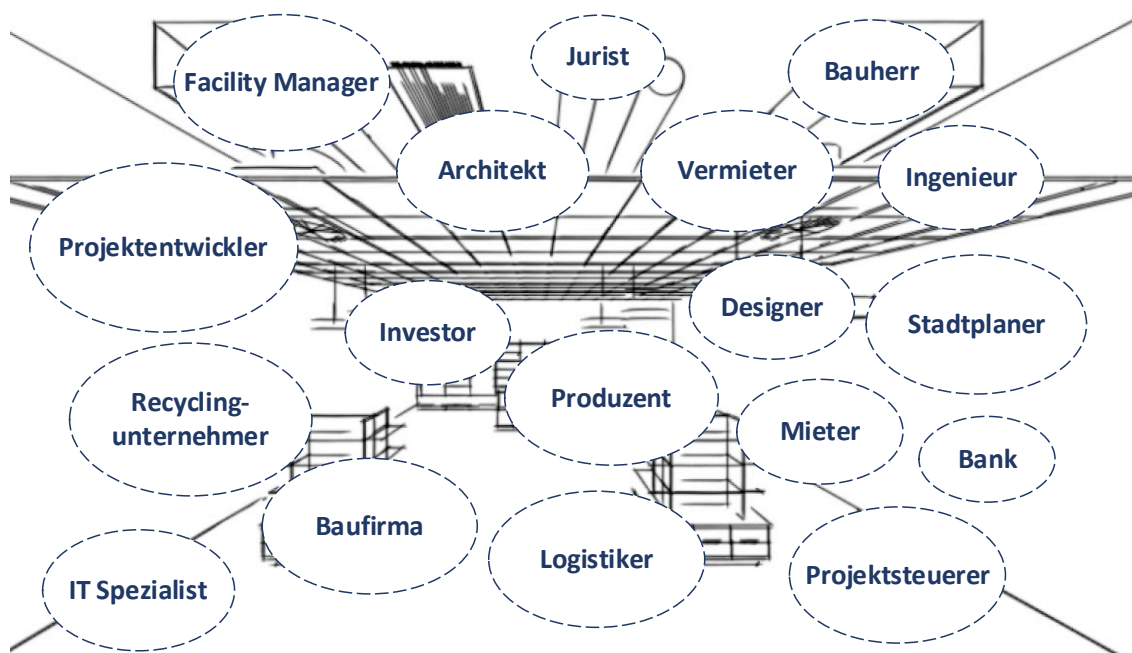 Facility Manager
Jurist
Bauherr
Architekt
Vermieter
Ingenieur
Projektentwickler
Designer
Stadtplaner
Investor
Produzent
Recycling-
unternehmer
Mieter
Bank
Baufirma
Logistiker
Projektsteuerer
IT Spezialist